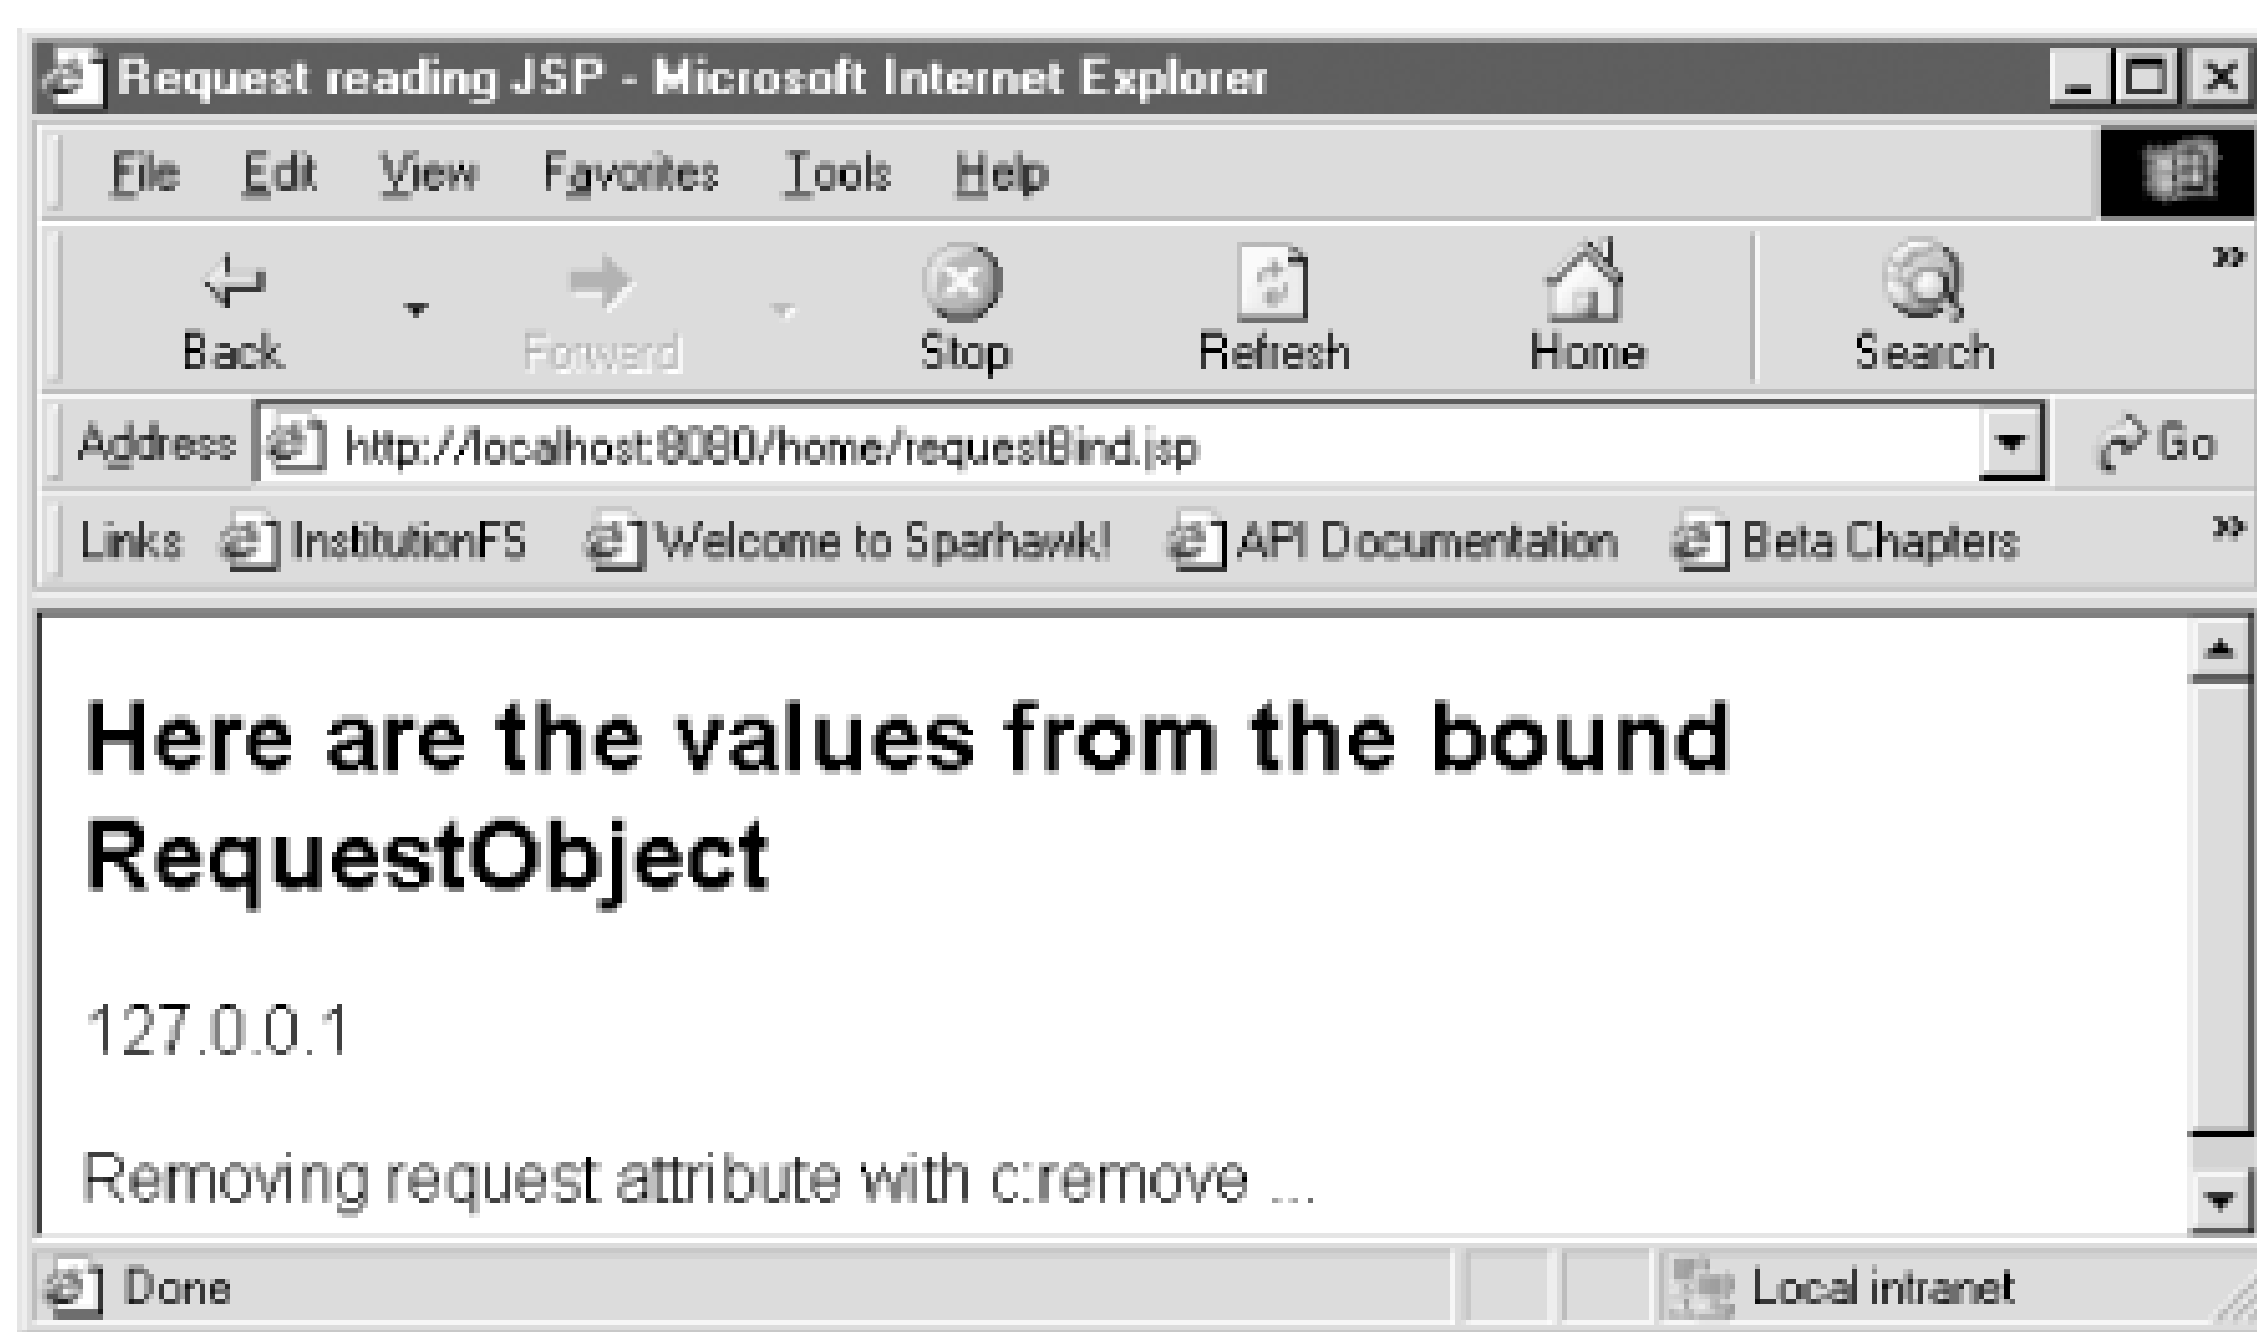 Request reading JSP - Microsoft Internet Explorer
File Edit View Favorites Tools Help
Back Forward Stop Refresh Home Search »
Address http://localhost:8080/home/requestBind.jsp Go
Links InstitutionFS Welcome to Sparhawk! API Documentation Beta Chapters »
Here are the values from the bound
RequestObject
127.0.0.1
Removing request attribute with c:remove ...
Done Local intranet